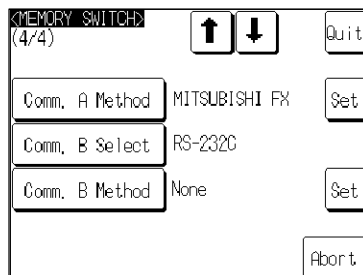 <MEMORY SWITCH>
(4/4)
Quit
Comm. A Method MITSUBISHI FX Set
Comm. B Select RS-232C
Comm. B Method None Set
Abort